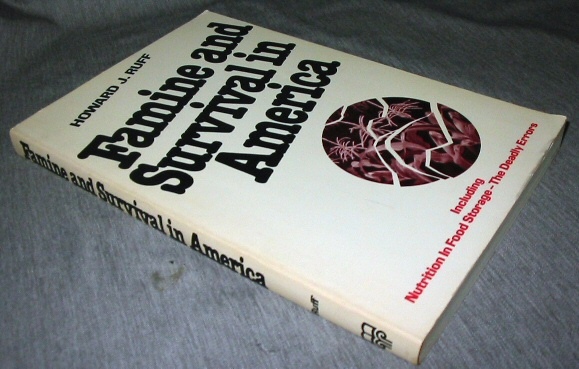 HOWARD J. RUFF
Famine and
Survival in
America
Including
Nutrition In Food Storage-The Deadly Errors
Famine and Survival in America
Ruff